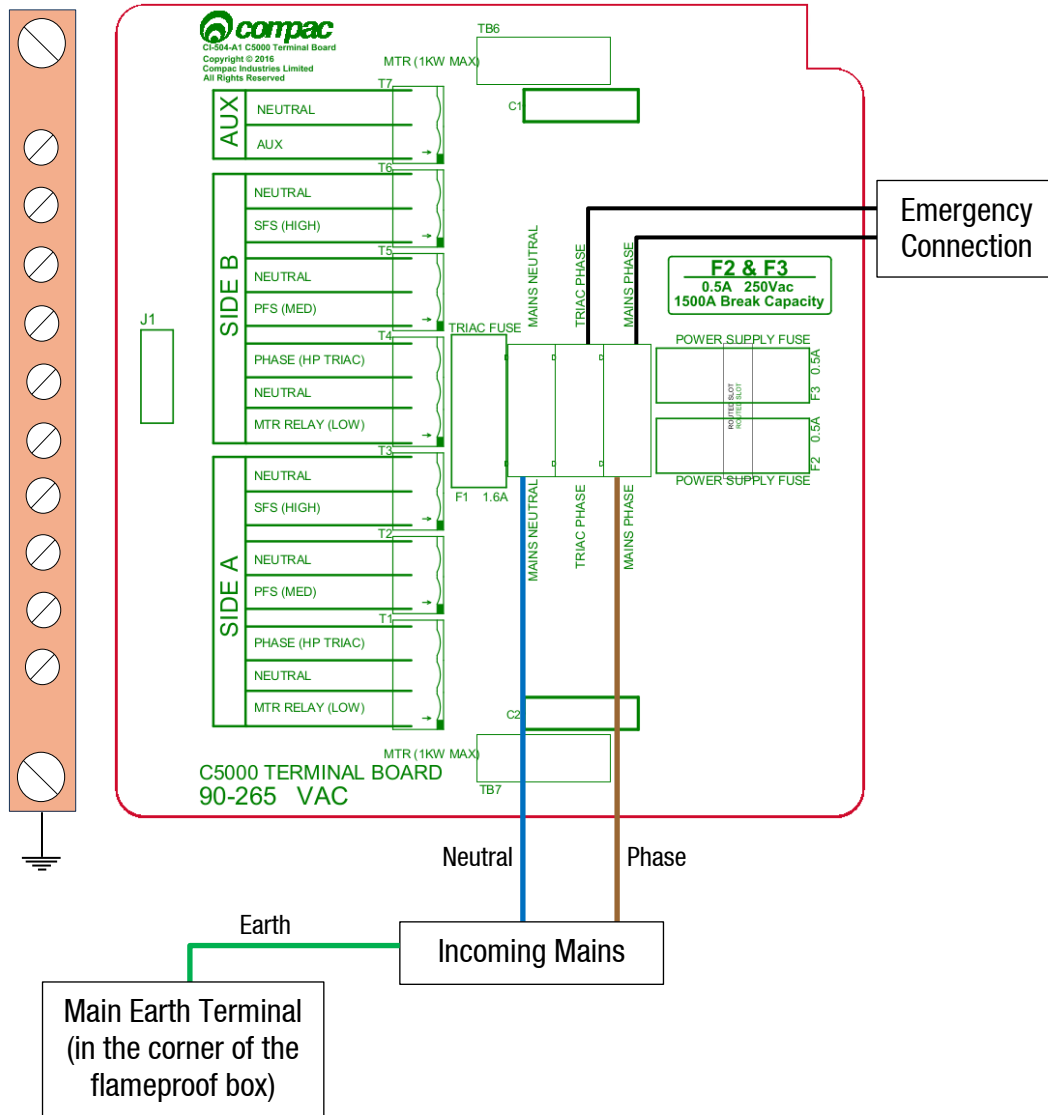 compac
CI-504-A1 C5000 Terminal Board
Copyright © 2016
Compac Industries Limited
All Rights Reserved
TB6
MTR (1KW MAX)
C1
T7
AUX
NEUTRAL
AUX
T6
SIDE B
NEUTRAL
SFS (HIGH)
T5
NEUTRAL
PFS (MED)
T4
PHASE (HP TRIAC)
NEUTRAL
MTR RELAY (LOW)
J1
T3
SIDE A
NEUTRAL
SFS (HIGH)
T2
NEUTRAL
PFS (MED)
T1
PHASE (HP TRIAC)
NEUTRAL
MTR RELAY (LOW)
MAINS NEUTRAL
TRIAC PHASE
MAINS PHASE
Emergency
Connection
F2 & F3
0.5A 250Vac
1500A Break Capacity
TRIAC FUSE
F1 1.6A
POWER SUPPLY FUSE
F3 0.5A
ROUTED SLOT
ROUTED SLOT
F2 0.5A
POWER SUPPLY FUSE
MAINS NEUTRAL
TRIAC PHASE
MAINS PHASE
C2
MTR (1KW MAX)
TB7
C5000 TERMINAL BOARD
90-265 VAC
Neutral
Phase
Earth
Incoming Mains
Main Earth Terminal
(in the corner of the
flameproof box)